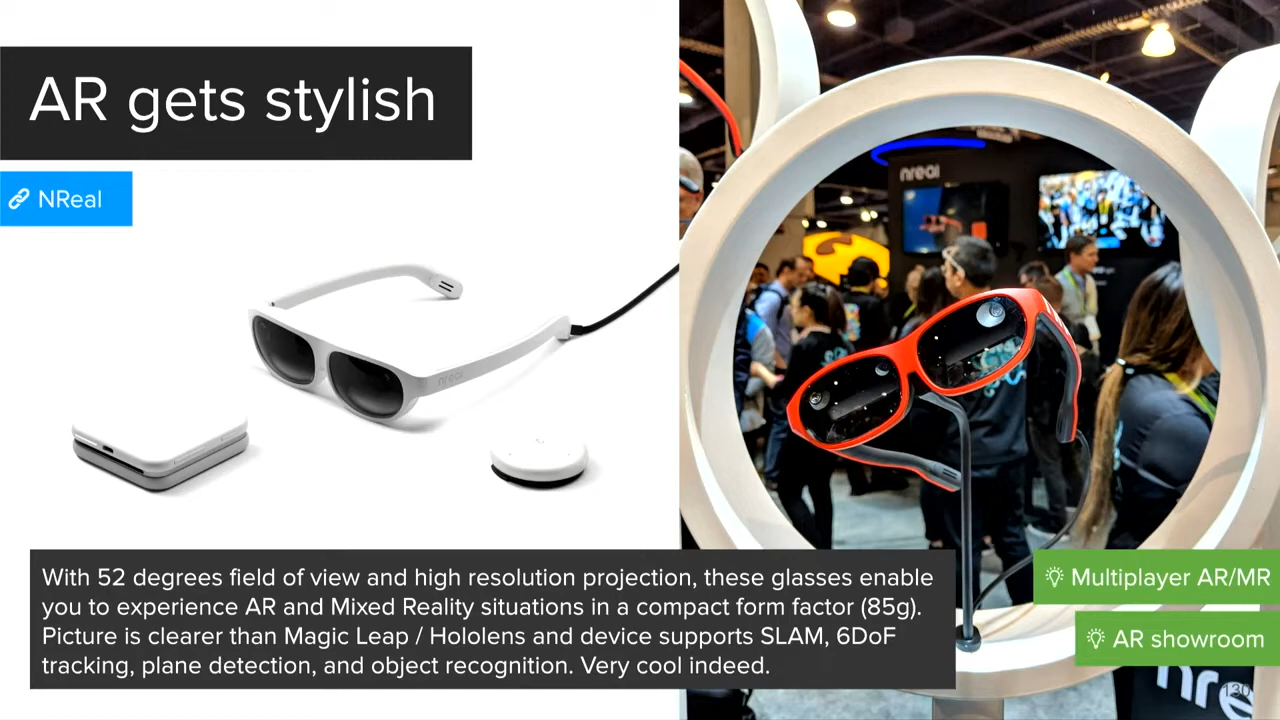 AR gets stylish
NReal
nreal
nreal
With 52 degrees field of view and high resolution projection, these glasses enable
you to experience AR and Mixed Reality situations in a compact form factor (85g).
Picture is clearer than Magic Leap / Hololens and device supports SLAM, 6DoF
tracking, plane detection, and object recognition. Very cool indeed.
Multiplayer AR/MR
AR showroom
nre
130